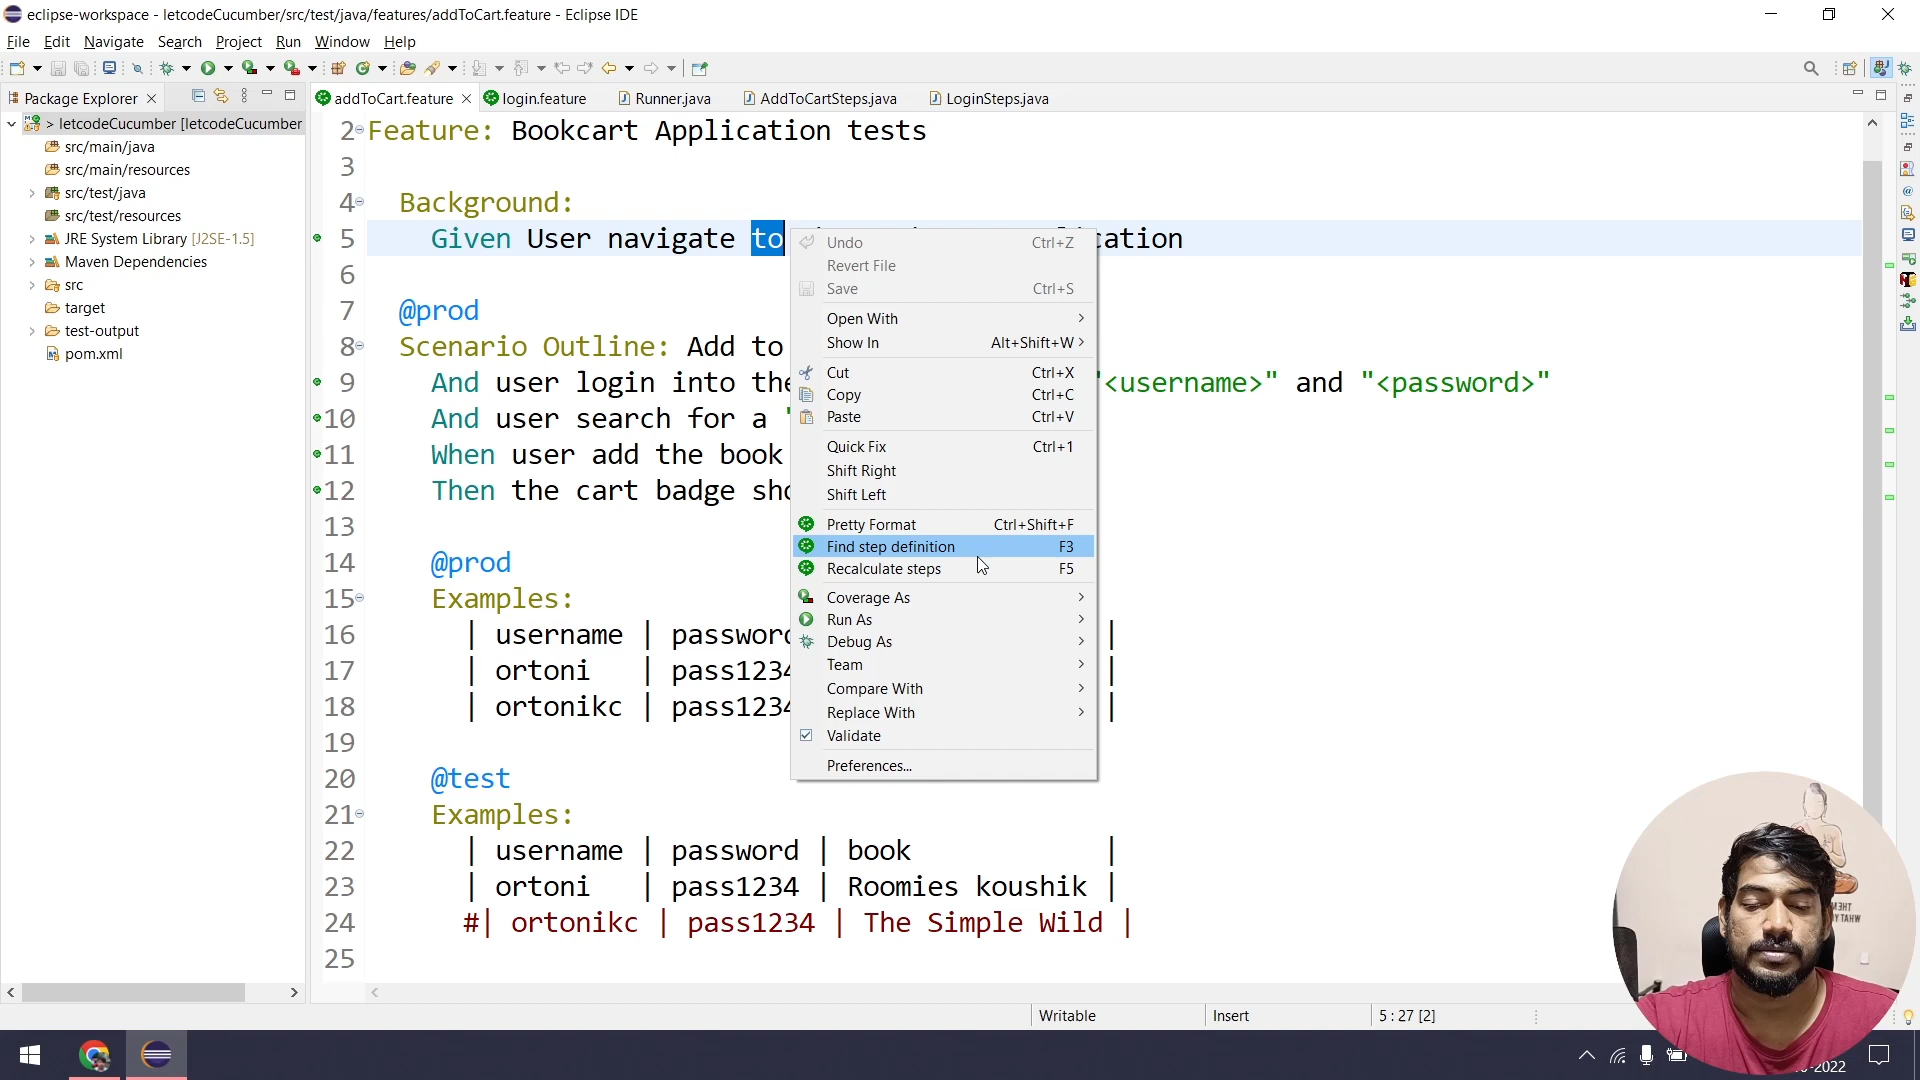 eclipse-workspace - letcodeCucumber/src/test/java/features/addToCart.feature - Eclipse IDE
File Edit Navigate Search Project Run Window Help
Package Explorer
addToCart.feature login.feature Runner.java AddToCartSteps.java LoginSteps.java
> letcodeCucumber [letcodeCucumber
src/main/java
src/main/resources
src/test/java
src/test/resources
JRE System Library [J2SE-1.5]
Maven Dependencies
src
target
test-output
pom.xml
2 Feature: Bookcart Application tests
3
4 Background:
5 Given User navigate to cation
6
7 @prod
8 Scenario Outline: Add to
9 And user login into the "<username>" and "<password>"
10 And user search for a "
11 When user add the book
12 Then the cart badge sho
13
14 @prod
15 Examples:
16 | username | password |
17 | ortoni | pass1234 |
18 | ortonikc | pass1234 |
19
20 @test
21 Examples:
22 | username | password | book |
23 | ortoni | pass1234 | Roomies koushik |
24 #| ortonikc | pass1234 | The Simple Wild |
25
Undo Ctrl+Z
Revert File
Save Ctrl+S
Open With
Show In Alt+Shift+W
Cut Ctrl+X
Copy Ctrl+C
Paste Ctrl+V
Quick Fix Ctrl+1
Shift Right
Shift Left
Pretty Format Ctrl+Shift+F
Find step definition F3
Recalculate steps F5
Coverage As
Run As
Debug As
Team
Compare With
Replace With
Validate
Preferences...
Writable Insert 5 : 27 [2]
-2022